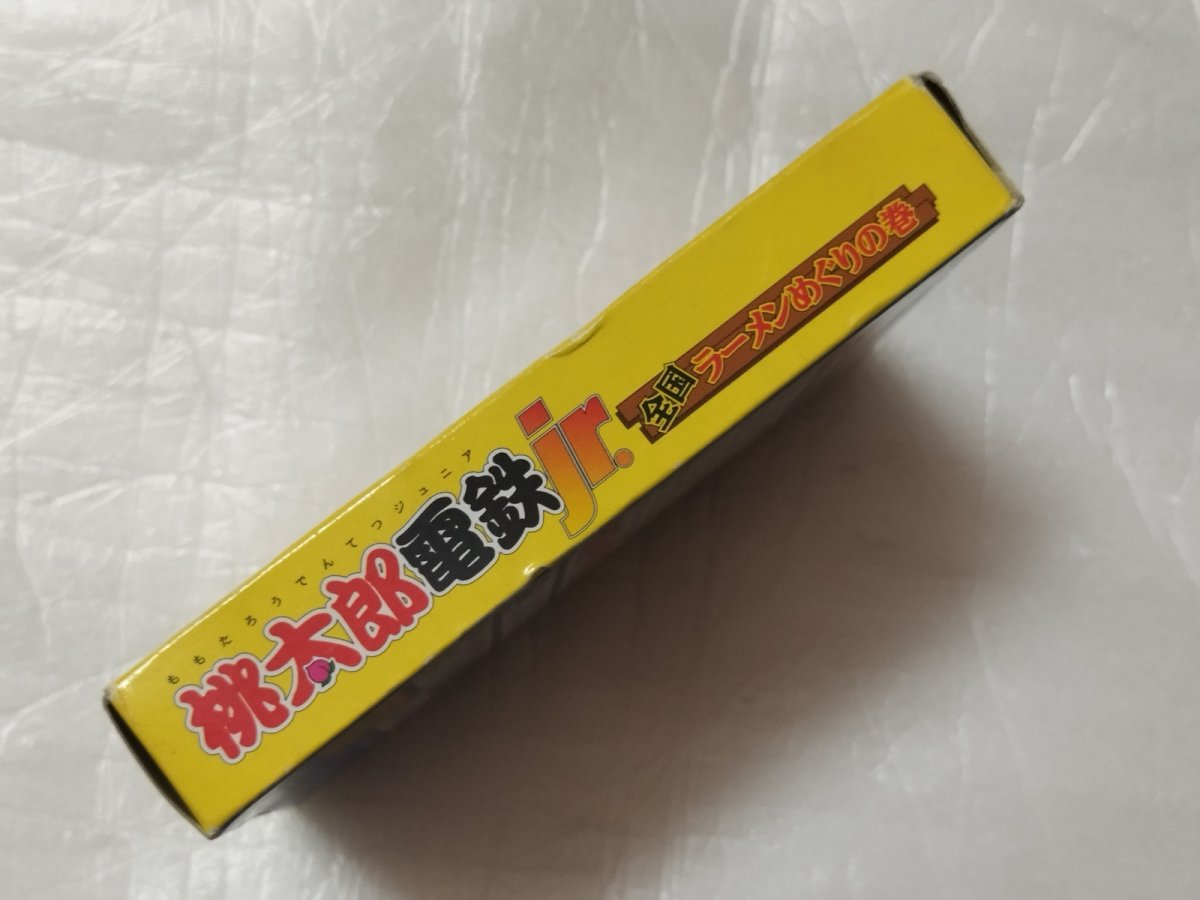 ももたろうでんてつジュニア
桃太郎電鉄jr.
全国ラーメンめぐりの巻